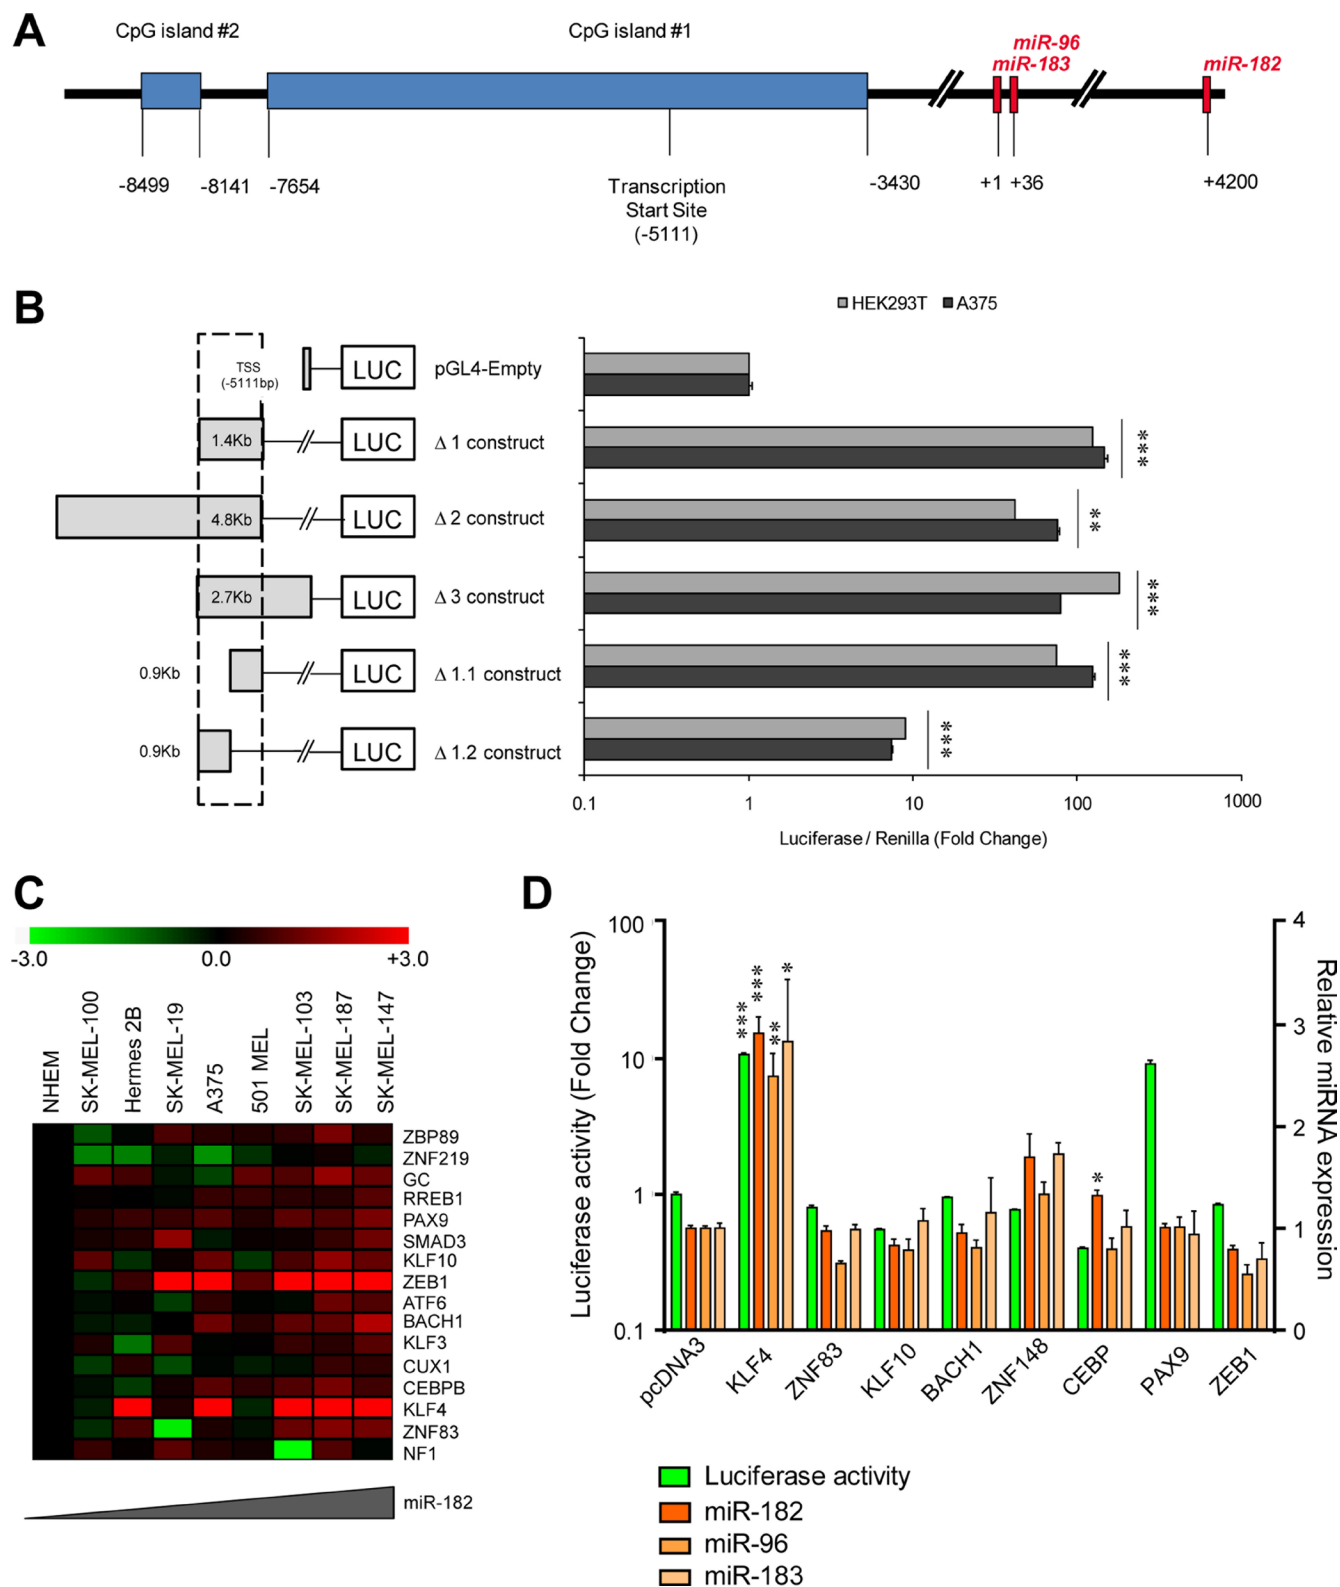 A
CpG island #2
CpG island #1
miR-96
miR-183
miR-182
-8499
-8141
-7654
Transcription
Start Site
(-5111)
-3430
+1
+36
+4200
B
HEK293T
A375
TSS
(-5111bp)
LUC
pGL4-Empty
1.4Kb
LUC
Δ 1 construct
***
4.8Kb
LUC
Δ 2 construct
**
2.7Kb
LUC
Δ 3 construct
***
0.9Kb
LUC
Δ 1.1 construct
***
0.9Kb
LUC
Δ 1.2 construct
***
0.1
1
10
100
1000
Luciferase / Renilla (Fold Change)
C
-3.0
0.0
+3.0
NHEM
SK-MEL-100
Hermes 2B
SK-MEL-19
A375
501 MEL
SK-MEL-103
SK-MEL-187
SK-MEL-147
ZBP89
ZNF219
GC
RREB1
PAX9
SMAD3
KLF10
ZEB1
ATF6
BACH1
KLF3
CUX1
CEBPB
KLF4
ZNF83
NF1
miR-182
D
Luciferase activity (Fold Change)
100
10
1
0.1
***
***
**
*
*
4
3
2
1
0
Relative miRNA expression
pcDNA3
KLF4
ZNF83
KLF10
BACH1
ZNF148
CEBP
PAX9
ZEB1
Luciferase activity
miR-182
miR-96
miR-183